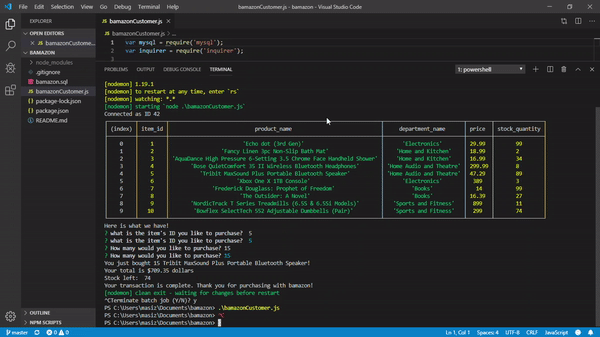 File Edit Selection View Go Debug Terminal Help
bamazonCustomer.js - bamazon - Visual Studio Code
EXPLORER
OPEN EDITORS
JS bamazonCustome...
BAMAZON
node_modules
.gitignore
bamazon.sql
JS bamazonCustomer.js
package-lock.json
package.json
README.md
OUTLINE
NPM SCRIPTS
JS bamazonCustomer.js
1 var mysql = require('mysql');
2 var inquirer = require('inquirer');
3
PROBLEMS OUTPUT DEBUG CONSOLE TERMINAL
1: powershell
[nodemon] 1.19.1
[nodemon] to restart at any time, enter `rs`
[nodemon] watching: *.*
[nodemon] starting `node .\bamazonCustomer.js`
Connected as ID 42
(index) item_id product_name department_name price stock_quantity
0 1 'Echo dot (3rd Gen)' 'Electronics' 29.99 99
1 2 'Fancy Linen 3pc Non-Slip Bath Mat' 'Home and Kitchen' 18.99 2
2 3 'AquaDance High Pressure 6-Setting 3.5 Chrome Face Handheld Shower' 'Home and Kitchen' 16.99 34
3 4 'Bose QuietComfort 35 II Wireless Bluetooth Headphones' 'Home Audio and Theatre' 299.99 8
4 5 'Tribit MaxSound Plus Portable Bluetooth Speaker' 'Home Audio and Theatre' 47.29 89
5 6 'Xbox One X 1TB Console' 'Electronics' 389 3
6 7 'Frederick Douglass: Prophet of Freedom' 'Books' 14 99
7 8 'The Outsider: A Novel' 'Books' 16.39 27
8 9 'NordicTrack T Series Treadmills (6.5S & 6.5Si Models)' 'Sports and Fitness' 899 11
9 10 'Bowflex SelectTech 552 Adjustable Dumbbells (Pair)' 'Sports and Fitness' 299 74
Here is what we have!
? what is the item's ID you like to purchase? 5
? what is the item's ID you like to purchase? 5
? How many would you like to purchase? 15
? How many would you like to purchase? 15
You just bought 15 Tribit MaxSound Plus Portable Bluetooth Speaker!
Your total is $709.35 dollars
Stock left: 74
Your transaction is complete. Thank you for purchasing with bamazon!
[nodemon] clean exit - waiting for changes before restart
^CTerminate batch job (Y/N)? y
PS C:\Users\masiz\Documents\bamazon> .\bamazonCustomer.js
PS C:\Users\masiz\Documents\bamazon> ^C
PS C:\Users\masiz\Documents\bamazon>
master 0 0
Ln 1, Col 1 Spaces: 4 UTF-8 CRLF JavaScript